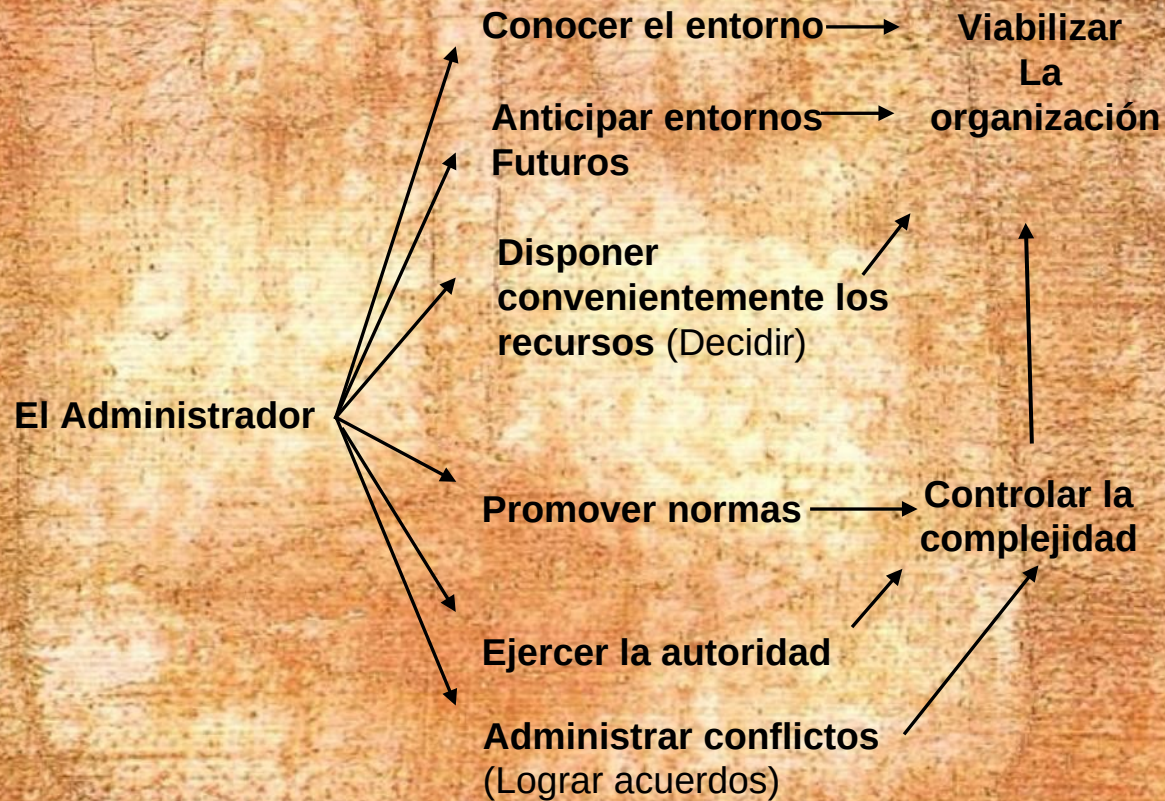 Conocer el entorno
Viabilizar
La
organización
Anticipar entornos
Futuros
Disponer
convenientemente los
recursos (Decidir)
El Administrador
Promover normas
Controlar la
complejidad
Ejercer la autoridad
Administrar conflictos
(Lograr acuerdos)